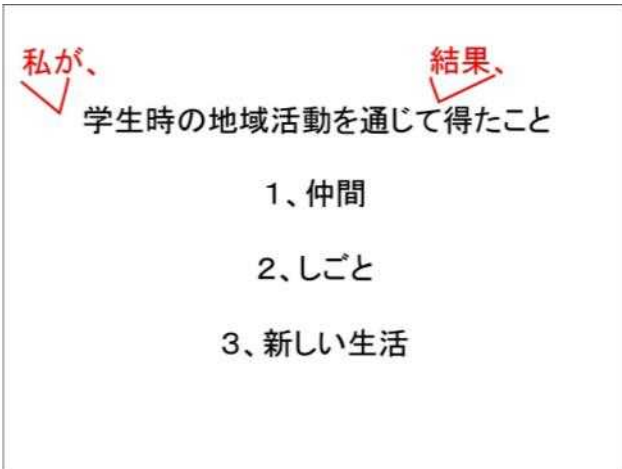 私が、 結果、
学生時の地域活動を通じて得たこと
１、仲間
２、しごと
３、新しい生活